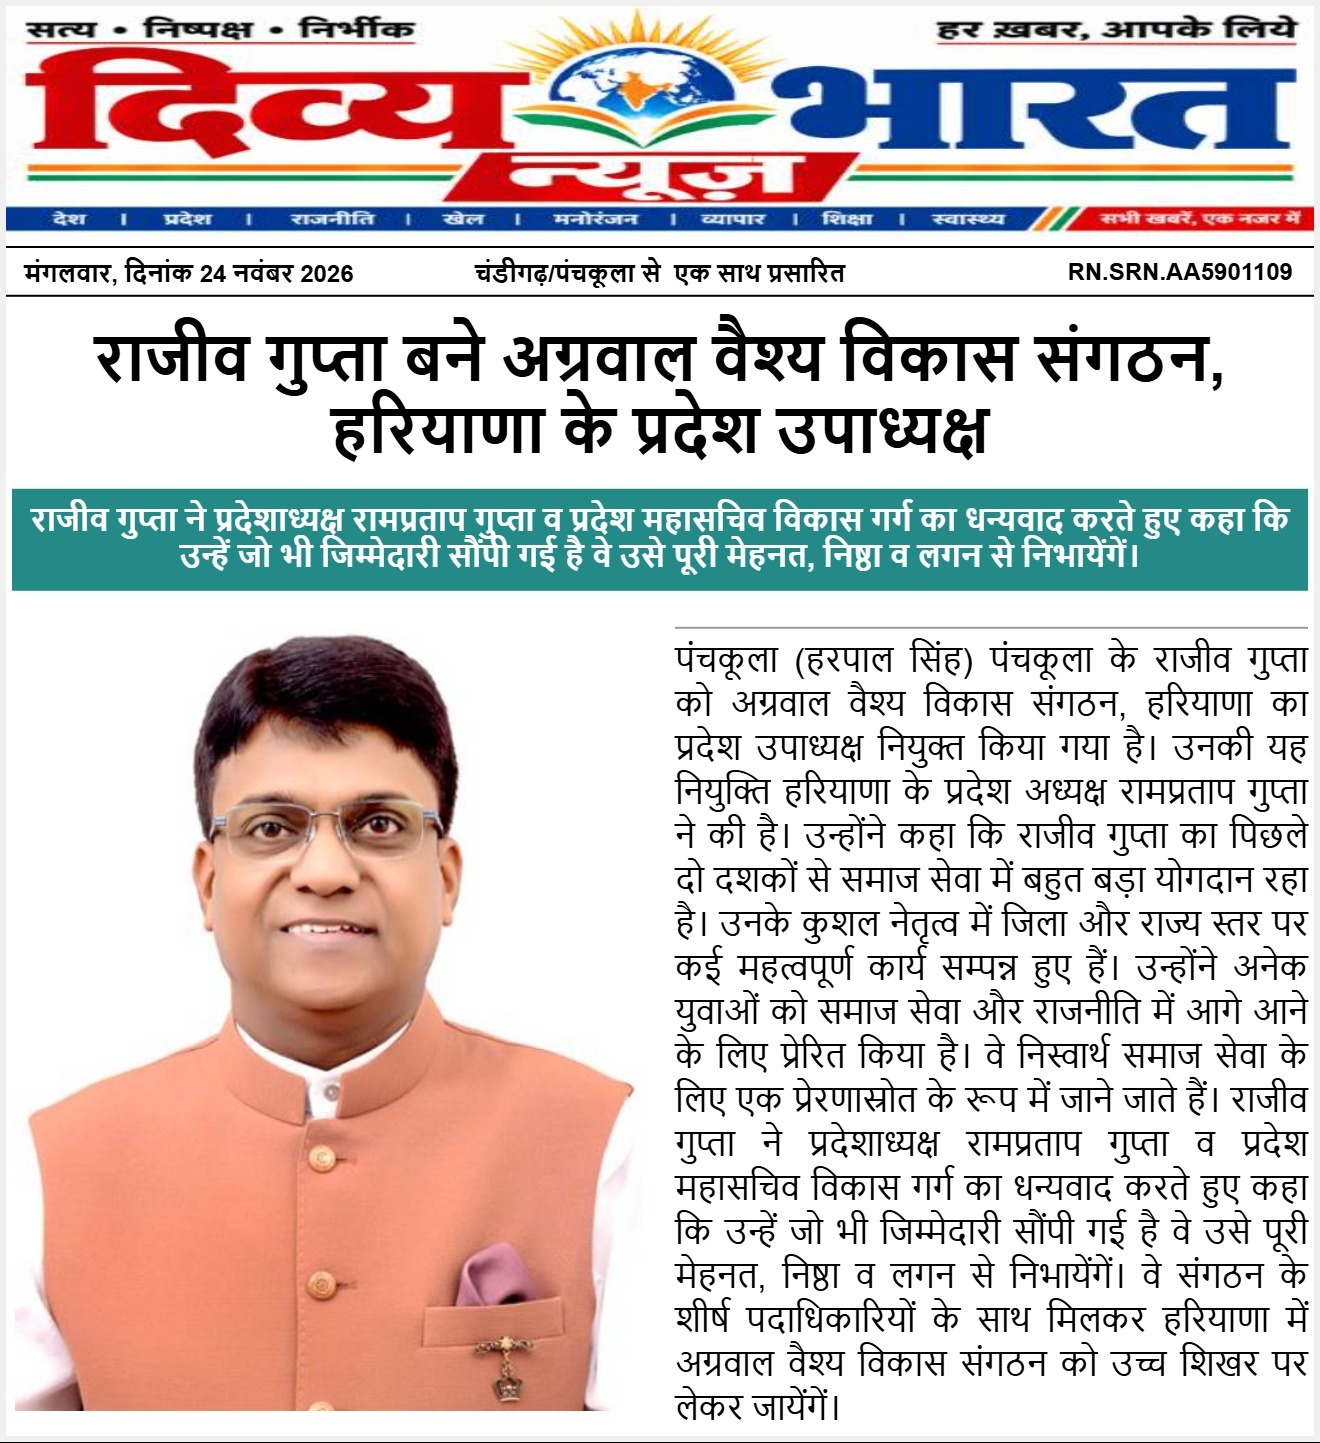 सत्य • निष्पक्ष • निर्भीक
हर ख़बर, आपके लिये
दिव्य भारत
न्यूज़
देश | प्रदेश | राजनीति | खेल | मनोरंजन | व्यापार | शिक्षा | स्वास्थ्य
सभी खबरें, एक नजर में
मंगलवार, दिनांक 24 नवंबर 2026
चंडीगढ़/पंचकूला से एक साथ प्रसारित
RN.SRN.AA5901109
राजीव गुप्ता बने अग्रवाल वैश्य विकास संगठन,
हरियाणा के प्रदेश उपाध्यक्ष
राजीव गुप्ता ने प्रदेशाध्यक्ष रामप्रताप गुप्ता व प्रदेश महासचिव विकास गर्ग का धन्यवाद करते हुए कहा कि
उन्हें जो भी जिम्मेदारी सौंपी गई है वे उसे पूरी मेहनत, निष्ठा व लगन से निभायेंगें।
पंचकूला (हरपाल सिंह) पंचकूला के राजीव गुप्ता
को अग्रवाल वैश्य विकास संगठन, हरियाणा का
प्रदेश उपाध्यक्ष नियुक्त किया गया है। उनकी यह
नियुक्ति हरियाणा के प्रदेश अध्यक्ष रामप्रताप गुप्ता
ने की है। उन्होंने कहा कि राजीव गुप्ता का पिछले
दो दशकों से समाज सेवा में बहुत बड़ा योगदान रहा
है। उनके कुशल नेतृत्व में जिला और राज्य स्तर पर
कई महत्वपूर्ण कार्य सम्पन्न हुए हैं। उन्होंने अनेक
युवाओं को समाज सेवा और राजनीति में आगे आने
के लिए प्रेरित किया है। वे निस्वार्थ समाज सेवा के
लिए एक प्रेरणास्रोत के रूप में जाने जाते हैं। राजीव
गुप्ता ने प्रदेशाध्यक्ष रामप्रताप गुप्ता व प्रदेश
महासचिव विकास गर्ग का धन्यवाद करते हुए कहा
कि उन्हें जो भी जिम्मेदारी सौंपी गई है वे उसे पूरी
मेहनत, निष्ठा व लगन से निभायेंगें। वे संगठन के
शीर्ष पदाधिकारियों के साथ मिलकर हरियाणा में
अग्रवाल वैश्य विकास संगठन को उच्च शिखर पर
लेकर जायेंगें।